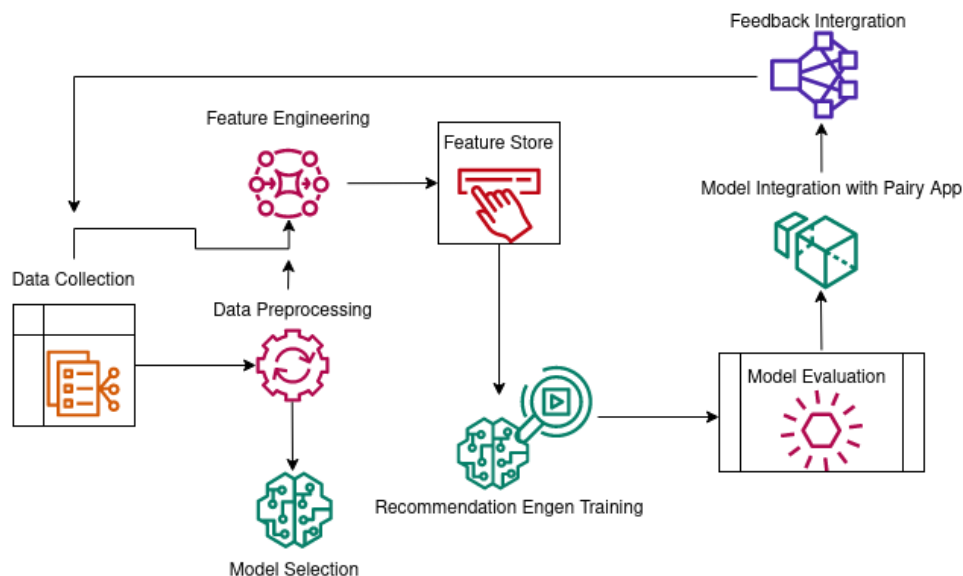 Feedback Intergration
Feature Engineering
Feature Store
Model Integration with Pairy App
Data Collection
Data Preprocessing
Model Evaluation
Recommendation Engen Training
Model Selection